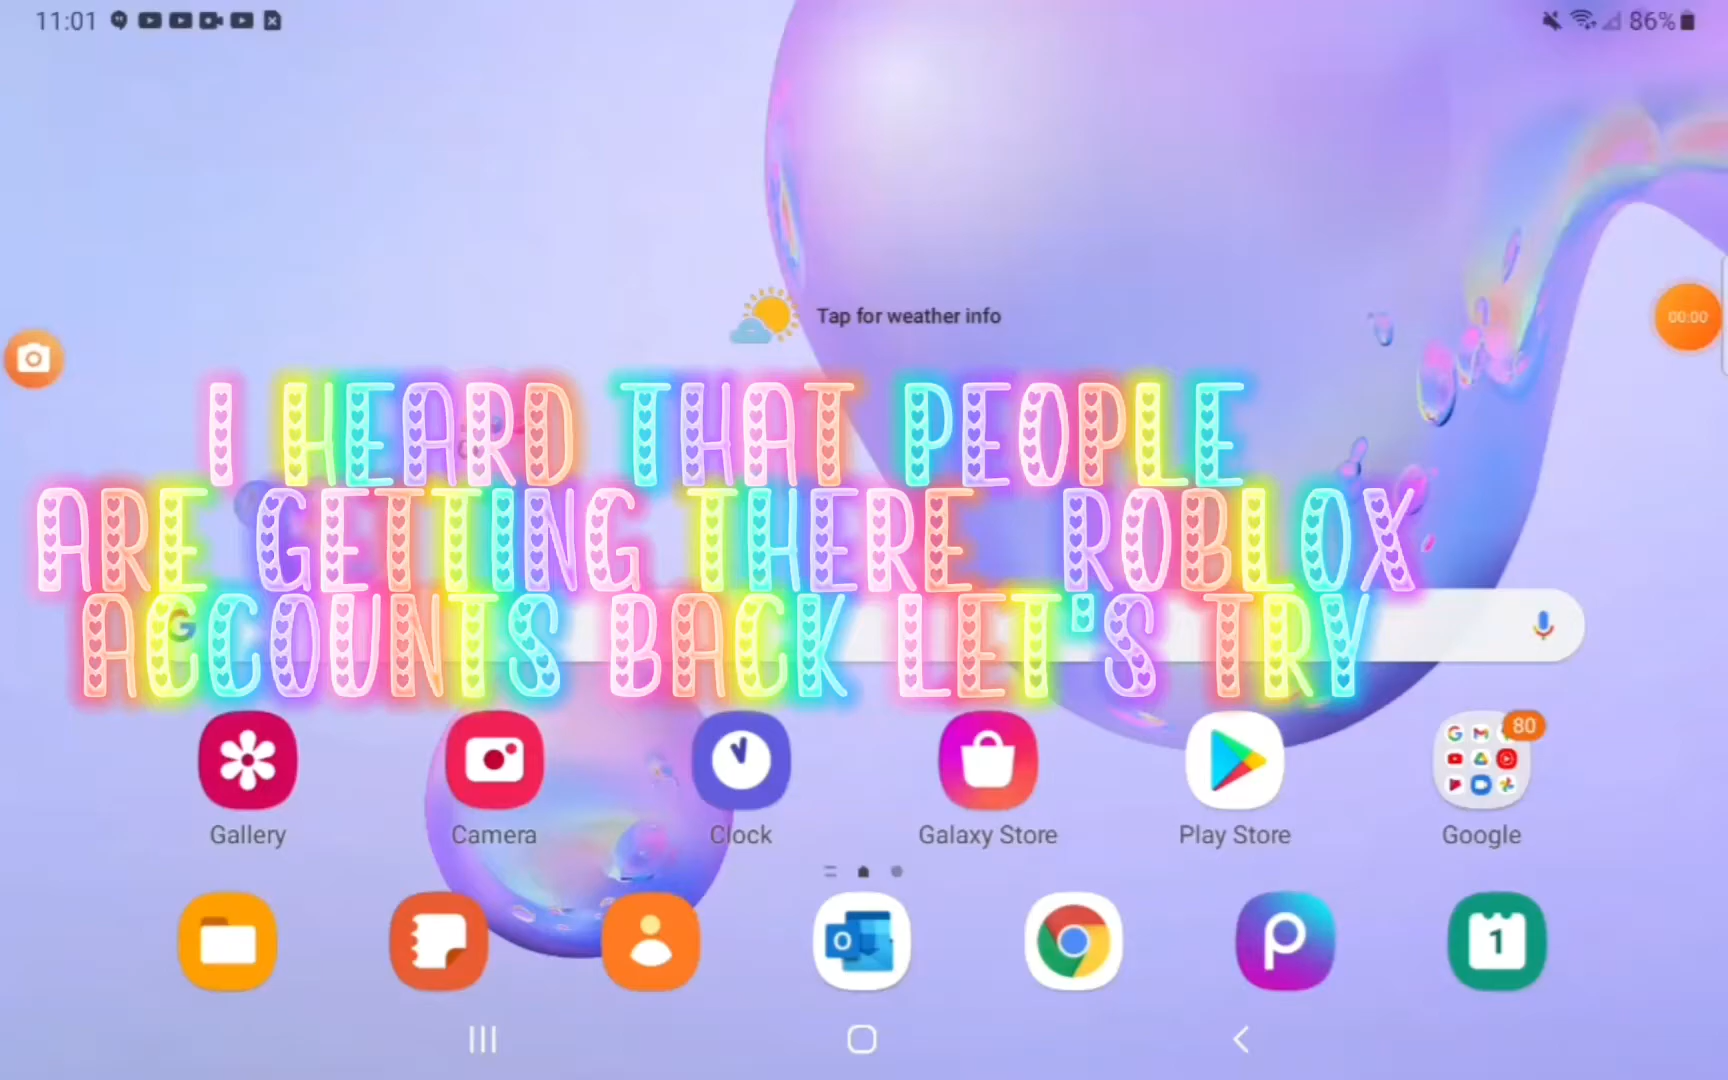 11:01
86%
Tap for weather info
00:00
I HEARD THAT PEOPLE
ARE GETTING THERE ROBLOX
ACCOUNTS BACK LET'S TRY
80
Gallery
Camera
Clock
Galaxy Store
Play Store
Google
1